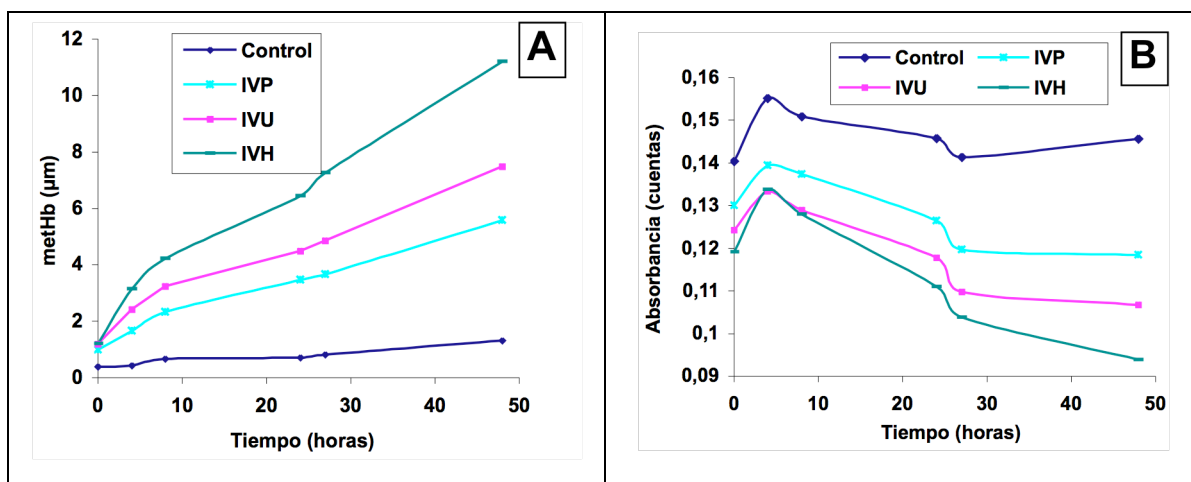 A
Control
IVP
IVU
IVH
metHb (µm)
12
10
8
6
4
2
0
0 10 20 30 40 50
Tiempo (horas)
B
Control IVP
IVU IVH
Absorbancia (cuentas)
0,16
0,15
0,14
0,13
0,12
0,11
0,1
0,09
0 10 20 30 40 50
Tiempo (horas)